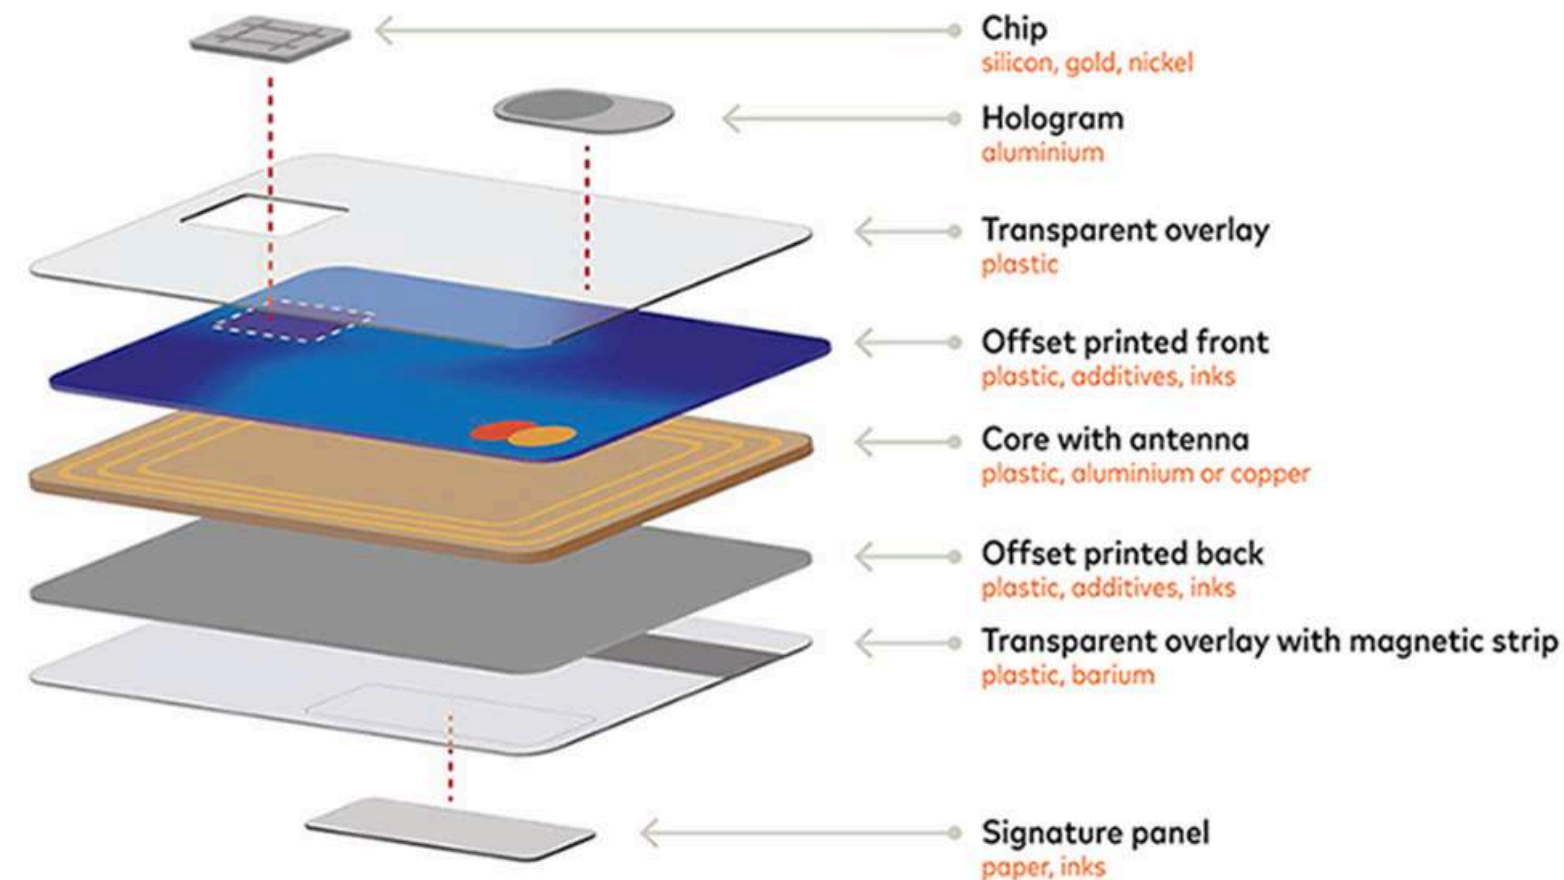 Chip
silicon, gold, nickel
Hologram
aluminium
Transparent overlay
plastic
Offset printed front
plastic, additives, inks
Core with antenna
plastic, aluminium or copper
Offset printed back
plastic, additives, inks
Transparent overlay with magnetic strip
plastic, barium
Signature panel
paper, inks